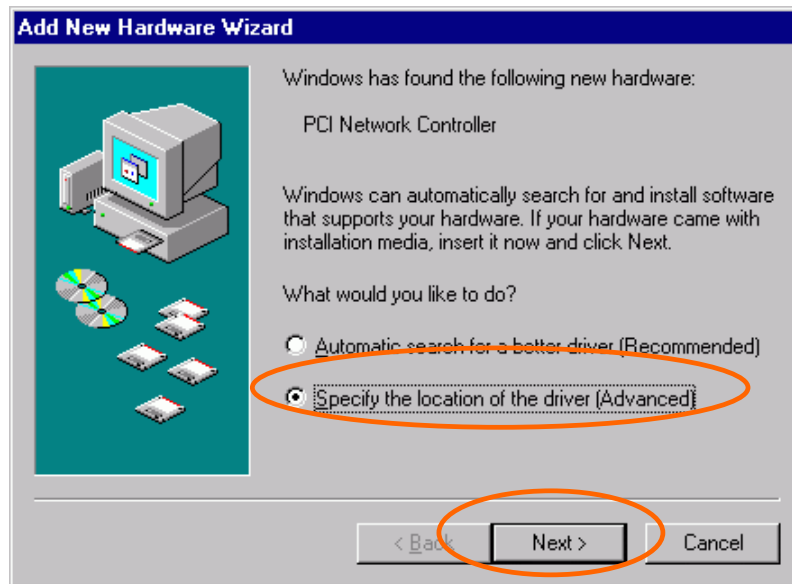 Add New Hardware Wizard
Windows has found the following new hardware:
PCI Network Controller
Windows can automatically search for and install software
that supports your hardware. If your hardware came with
installation media, insert it now and click Next.
What would you like to do?
Automatic search for a better driver (Recommended)
Specify the location of the driver (Advanced)
< Back Next > Cancel